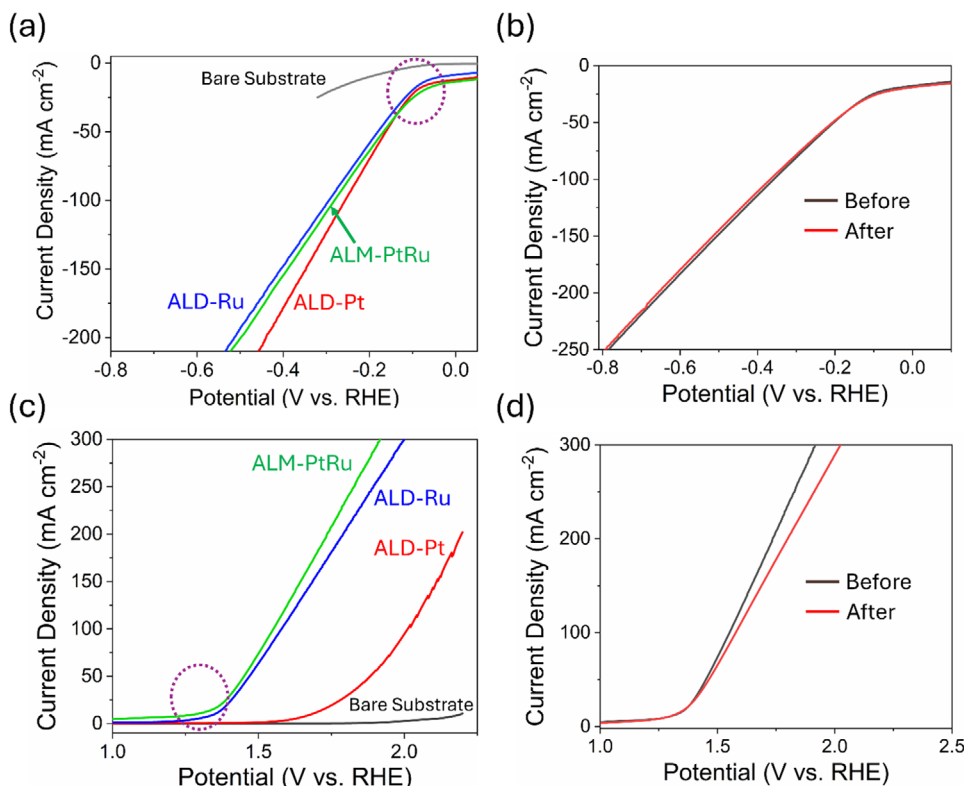 (a)
0
-50
-100
-150
-200
Current Density (mA cm⁻²)
Bare Substrate
ALM-PtRu
ALD-Ru
ALD-Pt
-0.8
-0.6
-0.4
-0.2
0.0
Potential (V vs. RHE)
(b)
0
-50
-100
-150
-200
-250
Current Density (mA cm⁻²)
Before
After
-0.8
-0.6
-0.4
-0.2
0.0
Potential (V vs. RHE)
(c)
300
250
200
150
100
50
0
Current Density (mA cm⁻²)
ALM-PtRu
ALD-Ru
ALD-Pt
Bare Substrate
1.0
1.5
2.0
Potential (V vs. RHE)
(d)
300
200
100
0
Current Density (mA cm⁻²)
Before
After
1.0
1.5
2.0
2.5
Potential (V vs. RHE)